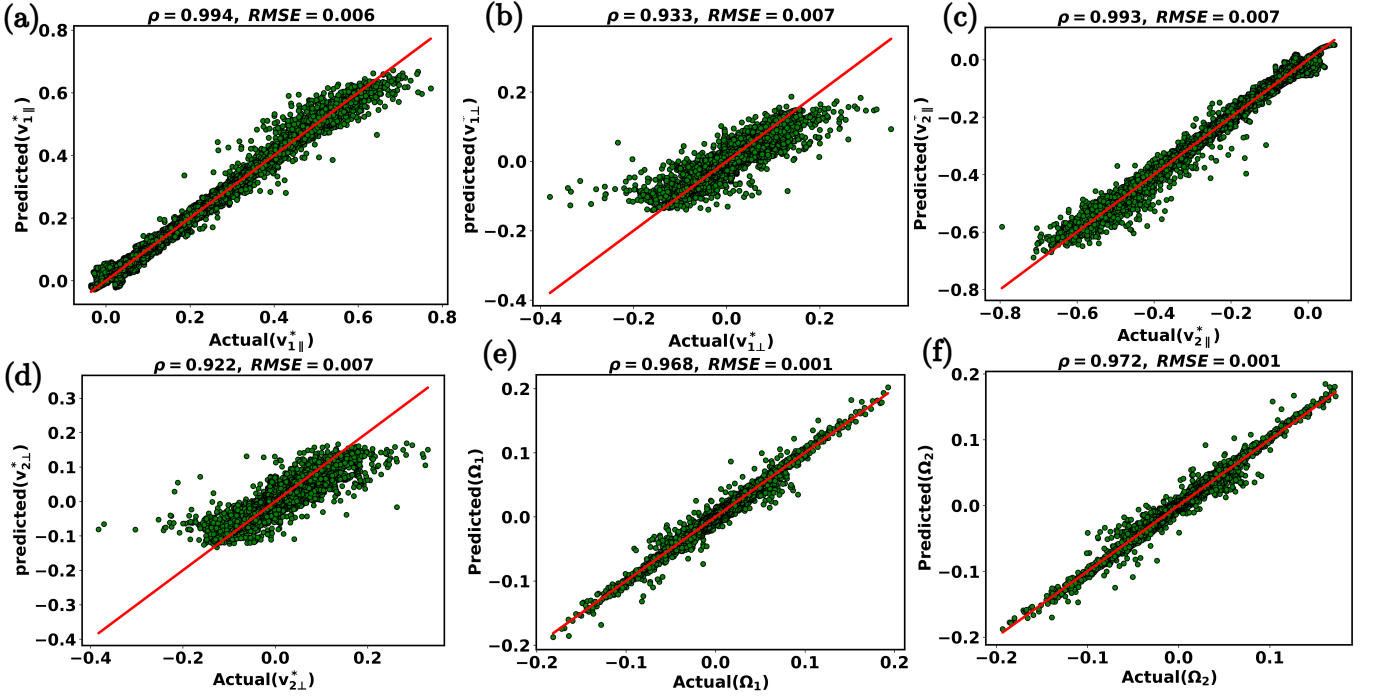 (a)
ρ = 0.994, RMSE = 0.006
0.8
0.6
0.4
0.2
0.0
Predicted(v*1∥)
0.0 0.2 0.4 0.6 0.8
Actual(v*1∥)
(b)
ρ = 0.933, RMSE = 0.007
0.2
0.0
−0.2
−0.4
predicted(v*1⊥)
−0.4 −0.2 0.0 0.2
Actual(v*1⊥)
(c)
ρ = 0.993, RMSE = 0.007
0.0
−0.2
−0.4
−0.6
−0.8
Predicted(v*2∥)
−0.8 −0.6 −0.4 −0.2 0.0
Actual(v*2∥)
(d)
ρ = 0.922, RMSE = 0.007
0.3
0.2
0.1
0.0
−0.1
−0.2
−0.3
−0.4
predicted(v*2⊥)
−0.4 −0.2 0.0 0.2
Actual(v*2⊥)
(e)
ρ = 0.968, RMSE = 0.001
0.2
0.1
0.0
−0.1
−0.2
Predicted(Ω1)
−0.2 −0.1 0.0 0.1 0.2
Actual(Ω1)
(f)
ρ = 0.972, RMSE = 0.001
0.2
0.1
0.0
−0.1
−0.2
Predicted(Ω2)
−0.2 −0.1 0.0 0.1
Actual(Ω2)